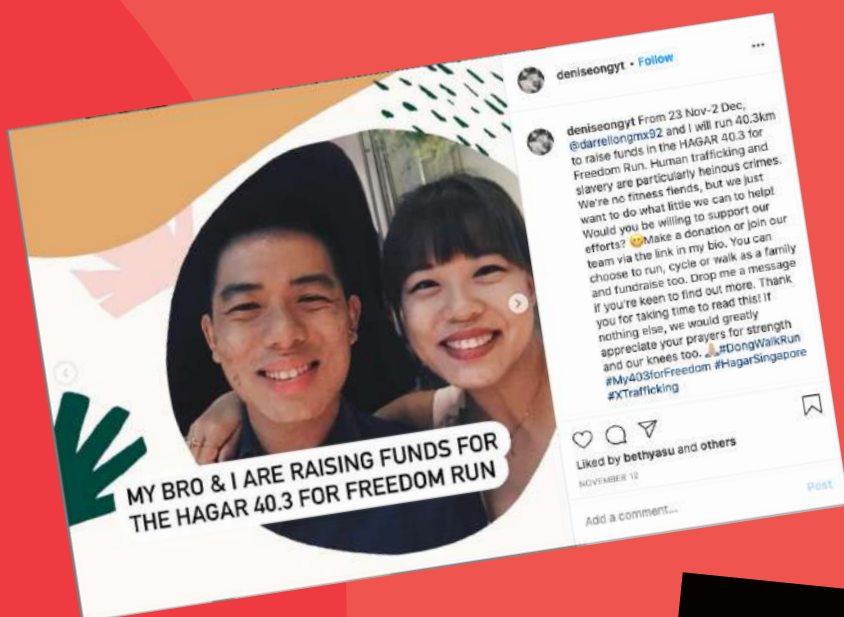 deniseongyt • Follow
deniseongyt From 23 Nov-2 Dec,
@darrellongmx92 and I will run 40.3km
to raise funds in the HAGAR 40.3 for
Freedom Run. Human trafficking and
slavery are particularly heinous crimes.
We're no fitness fiends, but we just
want to do what little we can to help!
Would you be willing to support our
efforts? 😊Make a donation or join our
team via the link in my bio. You can
choose to run, cycle or walk as a family
and fundraise too. Drop me a message
if you're keen to find out more. Thank
you for taking time to read this! If
nothing else, we would greatly
appreciate your prayers for strength
and our knees too. 🙏🏼#DongWalkRun
#My403forFreedom #HagarSingapore
#XTrafficking
MY BRO & I ARE RAISING FUNDS FOR
THE HAGAR 40.3 FOR FREEDOM RUN
Liked by bethyasu and others
NOVEMBER 12
Add a comment...
Post